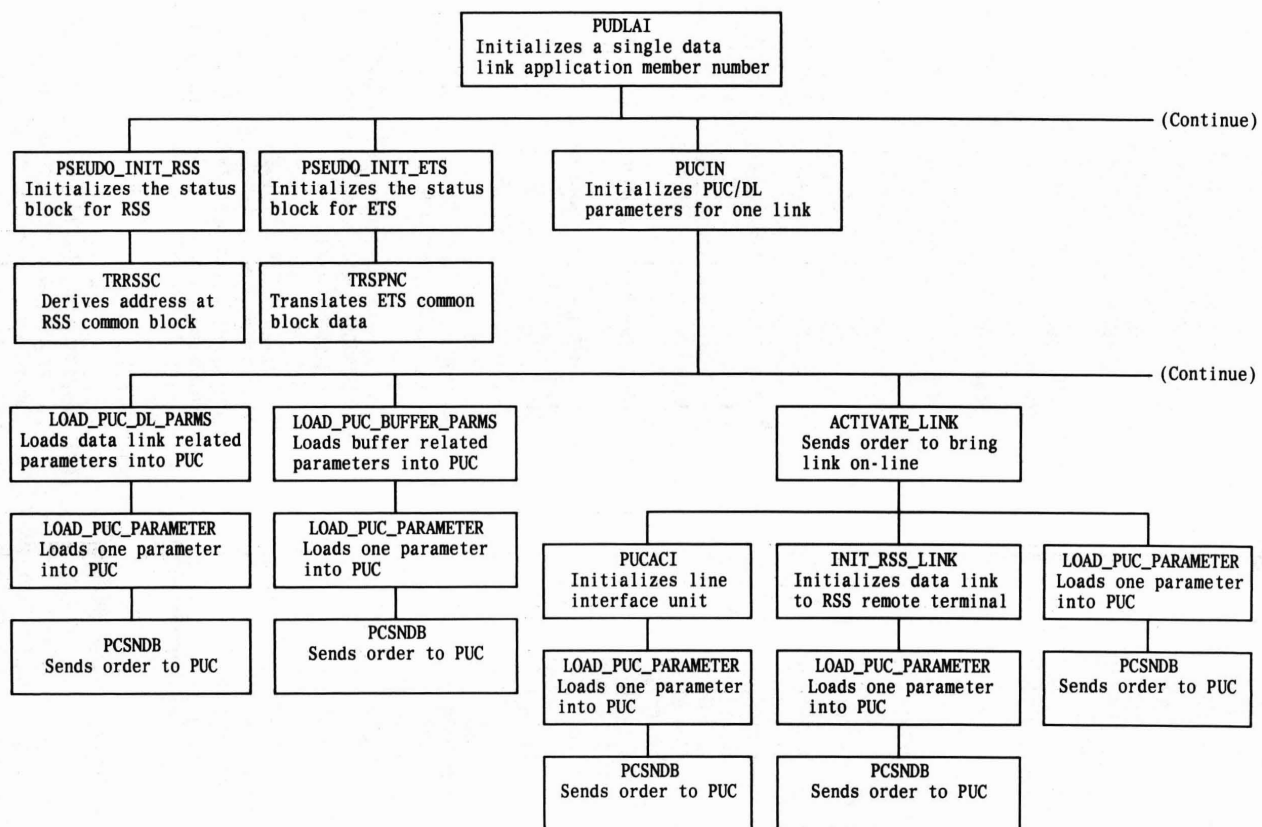 PUDLAI
Initializes a single data
link application member number
(Continue)
PSEUDO_INIT_RSS
Initializes the status
block for RSS
PSEUDO_INIT_ETS
Initializes the status
block for ETS
PUCIN
Initializes PUC/DL
parameters for one link
TRRSSC
Derives address at
RSS common block
TRSPNC
Translates ETS common
block data
(Continue)
LOAD_PUC_DL_PARMS
Loads data link related
parameters into PUC
LOAD_PUC_BUFFER_PARMS
Loads buffer related
parameters into PUC
ACTIVATE_LINK
Sends order to bring
link on-line
LOAD_PUC_PARAMETER
Loads one parameter
into PUC
LOAD_PUC_PARAMETER
Loads one parameter
into PUC
PUCACI
Initializes line
interface unit
INIT_RSS_LINK
Initializes data link
to RSS remote terminal
LOAD_PUC_PARAMETER
Loads one parameter
into PUC
PCSNDB
Sends order to PUC
PCSNDB
Sends order to PUC
LOAD_PUC_PARAMETER
Loads one parameter
into PUC
LOAD_PUC_PARAMETER
Loads one parameter
into PUC
PCSNDB
Sends order to PUC
PCSNDB
Sends order to PUC
PCSNDB
Sends order to PUC